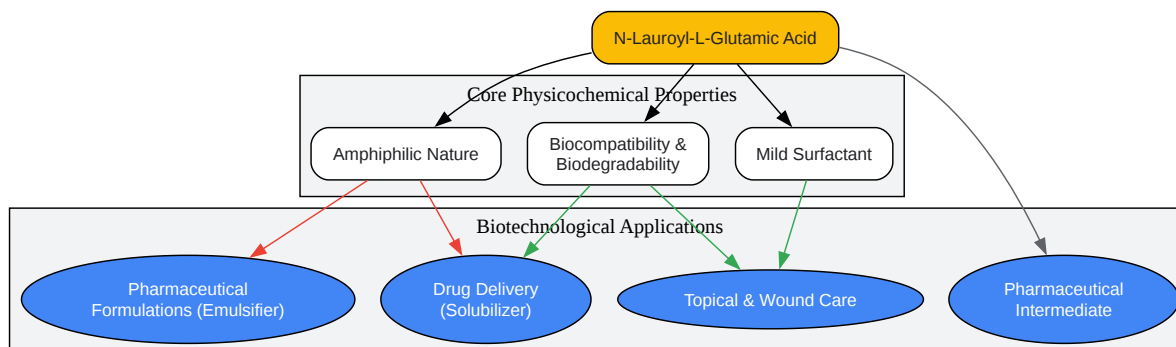 N-Lauroyl-L-Glutamic Acid
Core Physicochemical Properties
Amphiphilic Nature
Biocompatibility &
Biodegradability
Mild Surfactant
Biotechnological Applications
Pharmaceutical
Formulations (Emulsifier)
Drug Delivery
(Solubilizer)
Topical & Wound Care
Pharmaceutical
Intermediate